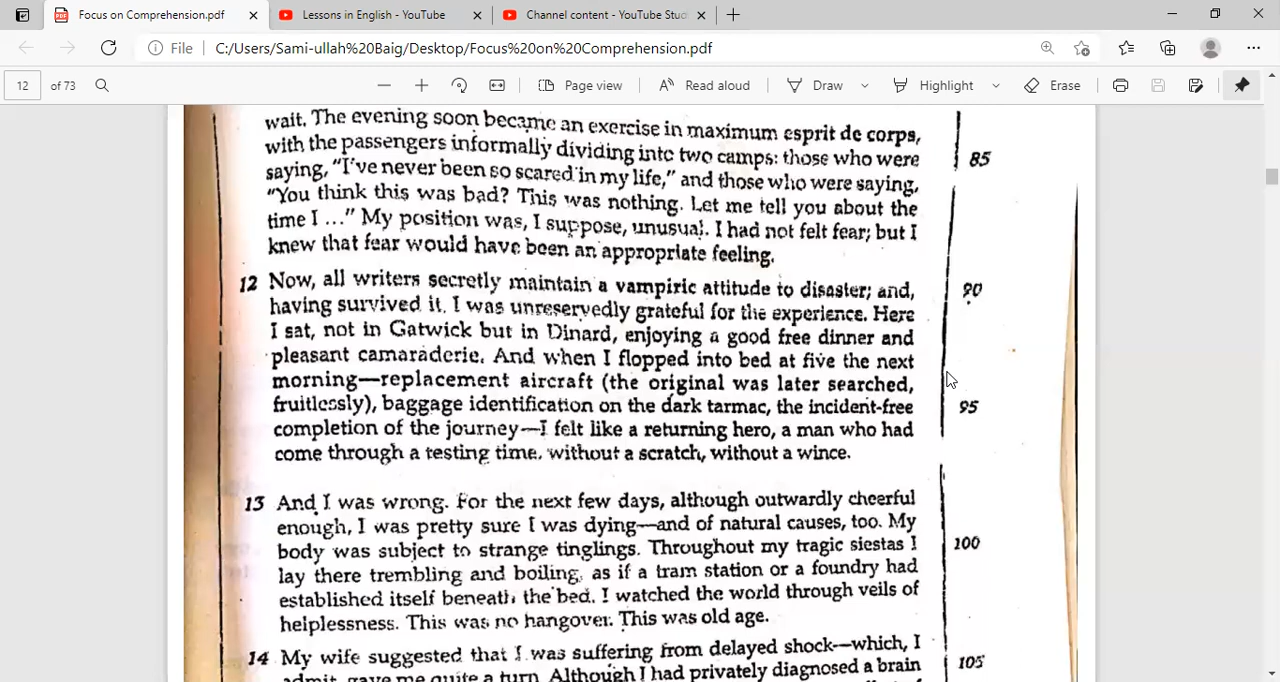 Focus on Comprehension.pdf
Lessons in English - YouTube
Channel content - YouTube Stud
File
C:/Users/Sami-ullah%20Baig/Desktop/Focus%20on%20Comprehension.pdf
12 of 73
Page view
Read aloud
Draw
Highlight
Erase
wait. The evening soon became an exercise in maximum esprit de corps,
with the passengers informally dividing into two camps: those who were 85
saying, "I've never been so scared in my life," and those who were saying,
"You think this was bad? This was nothing. Let me tell you about the
time I ..." My position was, I suppose, unusual. I had not felt fear; but I
knew that fear would have been an appropriate feeling.
12 Now, all writers secretly maintain a vampiric attitude to disaster; and, 90
having survived it, I was unreservedly grateful for the experience. Here
I sat, not in Gatwick but in Dinard, enjoying a good free dinner and
pleasant camaraderie. And when I flopped into bed at five the next
morning—replacement aircraft (the original was later searched,
fruitlessly), baggage identification on the dark tarmac, the incident-free 95
completion of the journey—I felt like a returning hero, a man who had
come through a testing time, without a scratch, without a wince.
13 And I was wrong. For the next few days, although outwardly cheerful
enough, I was pretty sure I was dying—and of natural causes, too. My
body was subject to strange tinglings. Throughout my tragic siestas I 100
lay there trembling and boiling, as if a tram station or a foundry had
established itself beneath the bed. I watched the world through veils of
helplessness. This was no hangover. This was old age.
14 My wife suggested that I was suffering from delayed shock—which, I
admit, gave me quite a turn. Although I had privately diagnosed a brain 105